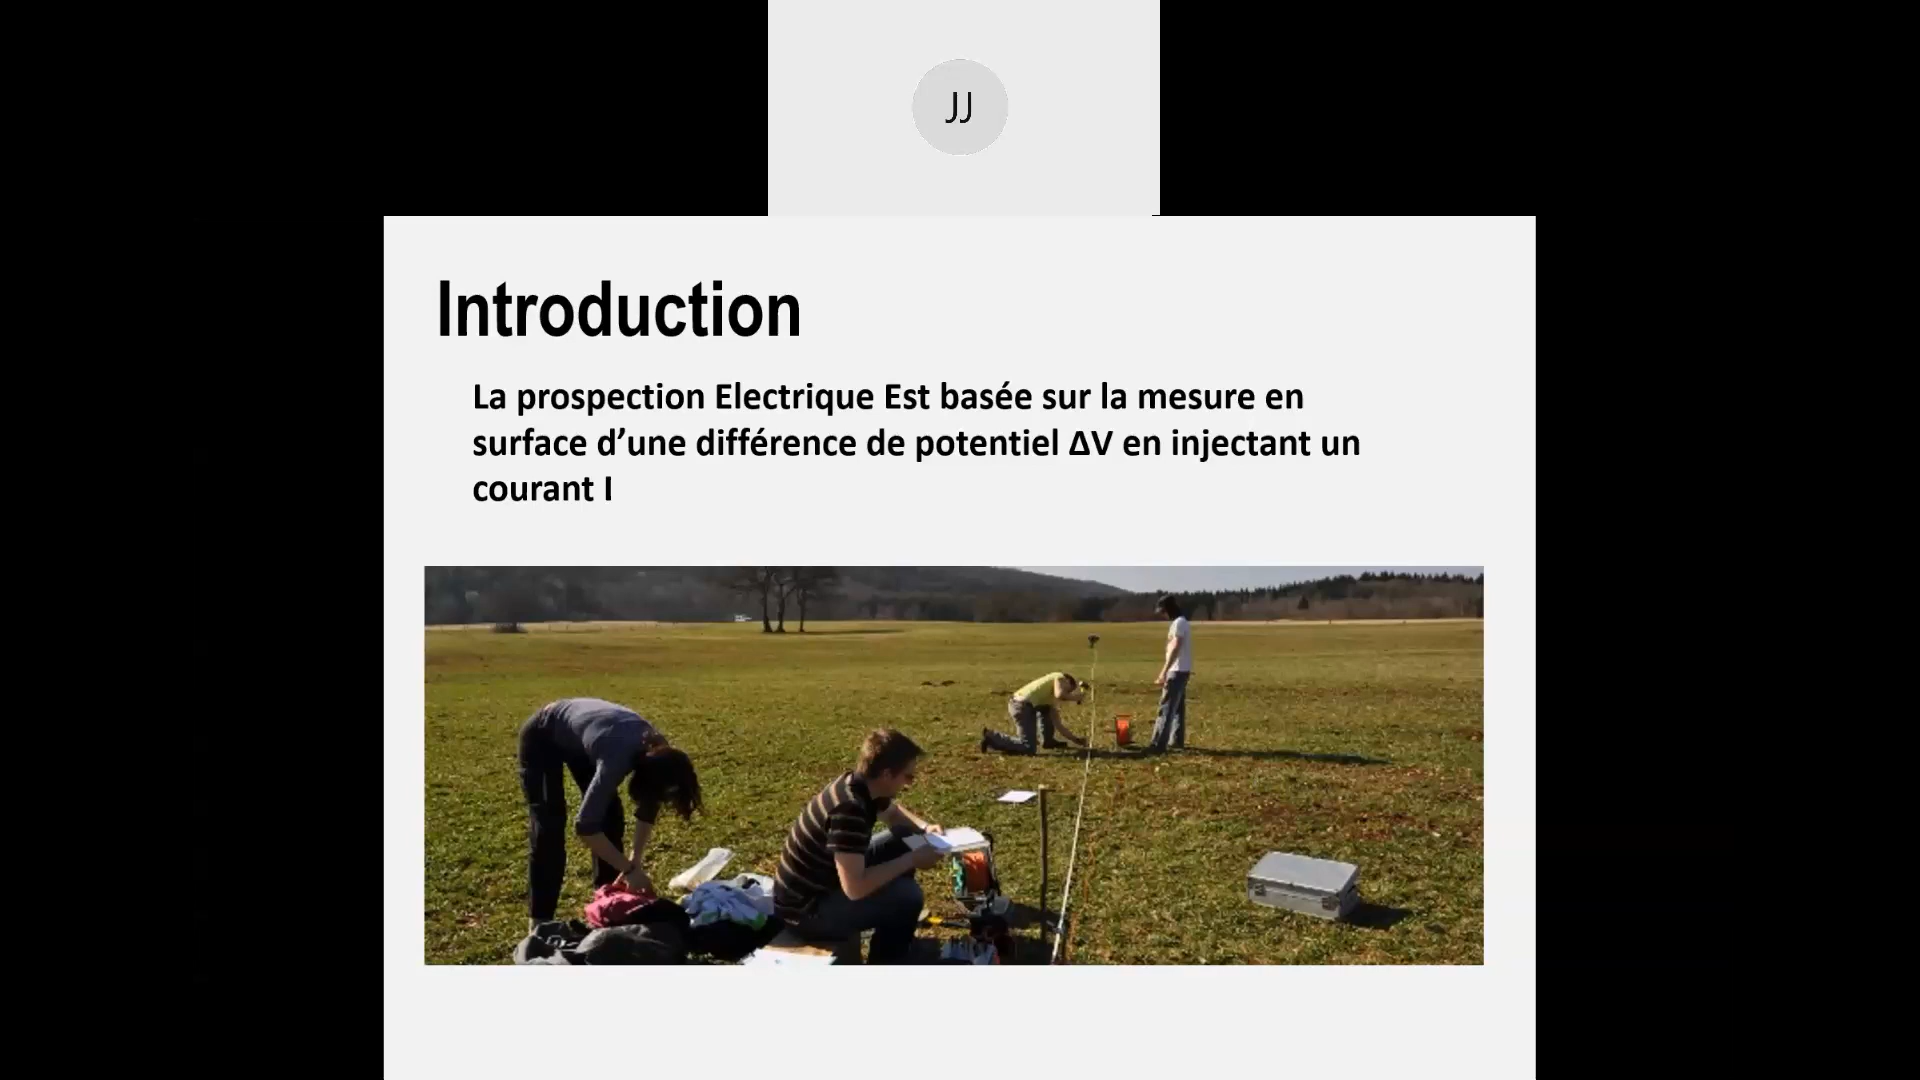 JJ
Introduction
La prospection Electrique Est basée sur la mesure en
surface d’une différence de potentiel ΔV en injectant un
courant I